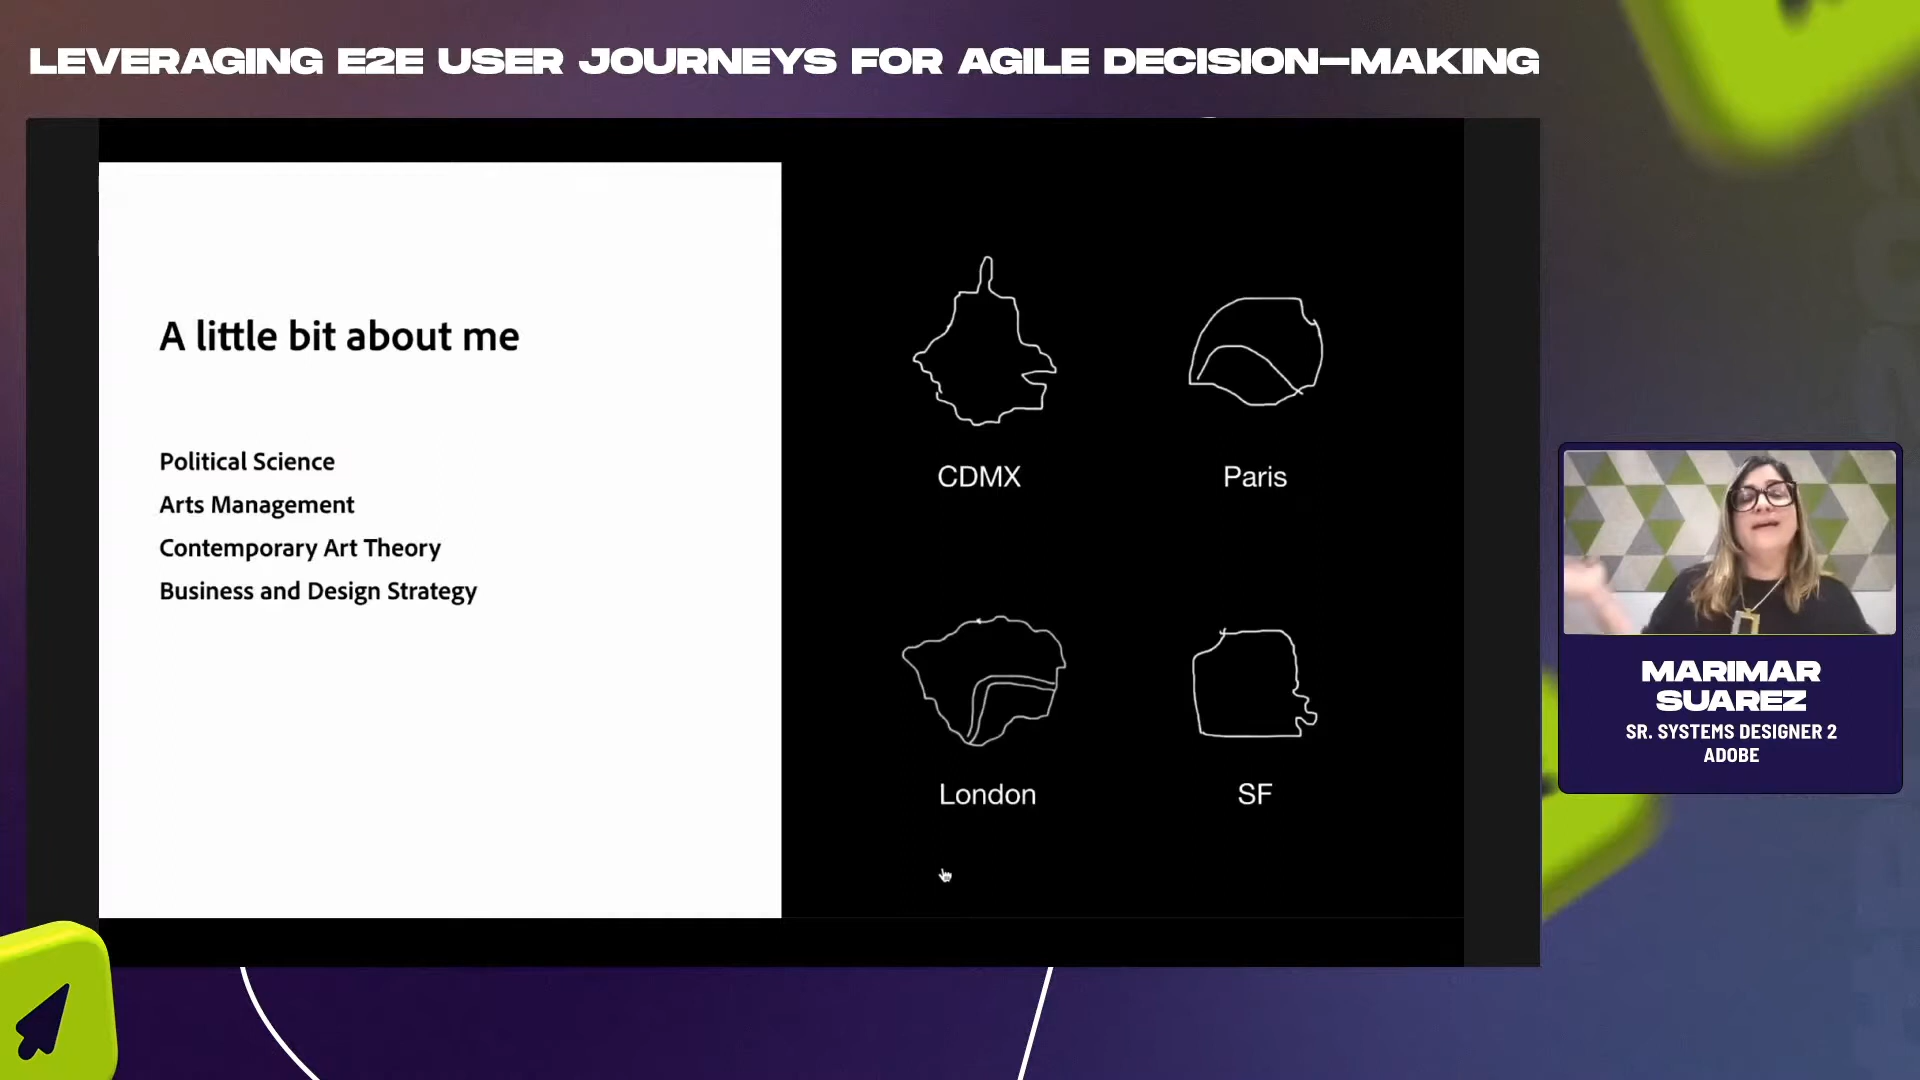 LEVERAGING E2E USER JOURNEYS FOR AGILE DECISION–MAKING
A little bit about me
Political Science
Arts Management
Contemporary Art Theory
Business and Design Strategy
CDMX
Paris
London
SF
MARIMAR
SUAREZ
SR. SYSTEMS DESIGNER 2
ADOBE